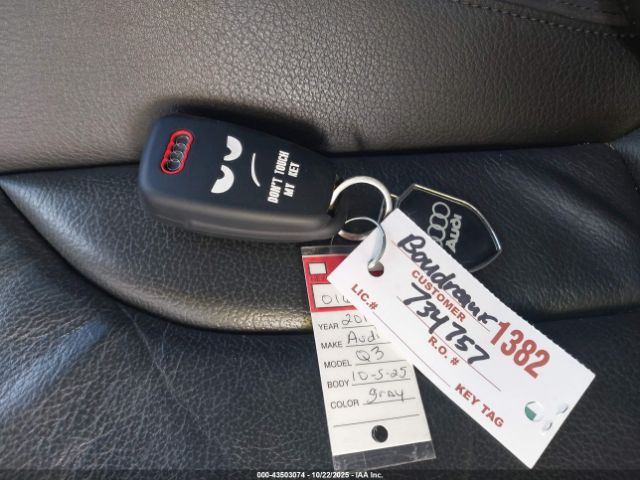 DON'T TOUCH
MY KEY
Audi
Boudreaux
CUSTOMER
1382
LIC.#
734757
R.O. #
KEY TAG
YEAR
MAKE Audi
MODEL Q3
BODY 10-5-25
COLOR gray
000-43503074 - 10/22/2025 - IAA Inc.